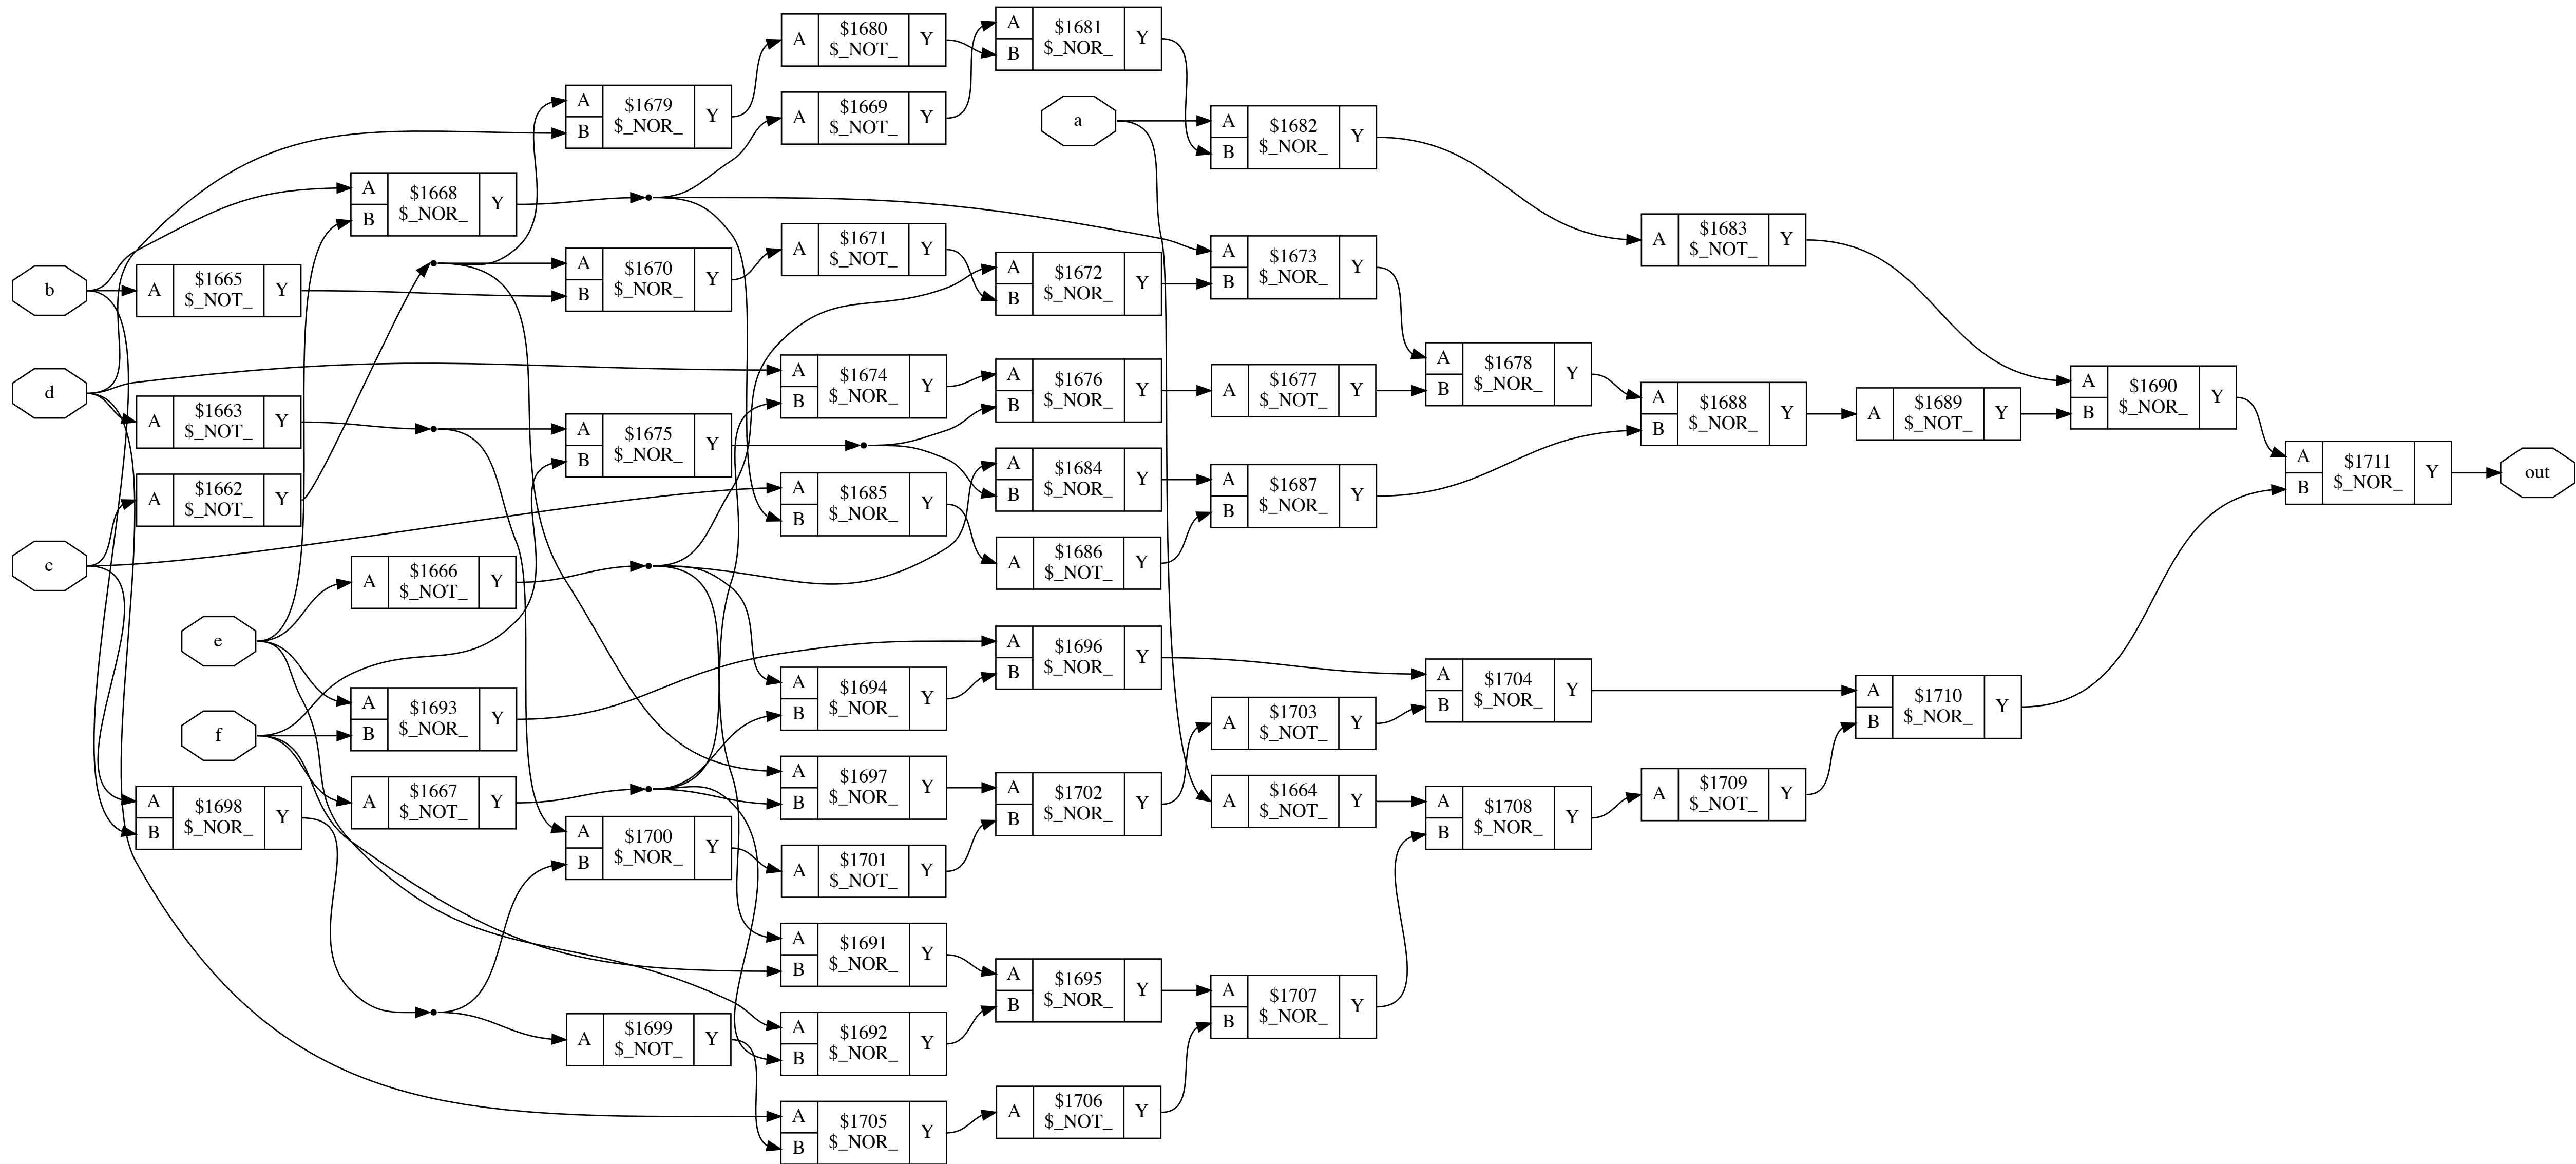 b
d
c
e
f
A $1665 Y
$_NOT_
A $1663 Y
$_NOT_
A $1662 Y
$_NOT_
A $1698 Y
B $_NOR_
A $1668 Y
B $_NOR_
A $1666 Y
$_NOT_
A $1693 Y
B $_NOR_
A $1667 Y
$_NOT_
A $1679 Y
B $_NOR_
A $1670 Y
B $_NOR_
A $1675 Y
B $_NOR_
A $1700 Y
B $_NOR_
A $1699 Y
$_NOT_
A $1680 Y
$_NOT_
A $1669 Y
$_NOT_
A $1671 Y
$_NOT_
A $1674 Y
B $_NOR_
A $1685 Y
B $_NOR_
A $1694 Y
B $_NOR_
A $1697 Y
B $_NOR_
A $1701 Y
$_NOT_
A $1691 Y
B $_NOR_
A $1692 Y
B $_NOR_
A $1705 Y
B $_NOR_
A $1681 Y
B $_NOR_
a
A $1672 Y
B $_NOR_
A $1676 Y
B $_NOR_
A $1684 Y
B $_NOR_
A $1686 Y
$_NOT_
A $1696 Y
B $_NOR_
A $1702 Y
B $_NOR_
A $1695 Y
B $_NOR_
A $1706 Y
$_NOT_
A $1682 Y
B $_NOR_
A $1673 Y
B $_NOR_
A $1677 Y
$_NOT_
A $1687 Y
B $_NOR_
A $1703 Y
$_NOT_
A $1664 Y
$_NOT_
A $1707 Y
B $_NOR_
A $1678 Y
B $_NOR_
A $1704 Y
B $_NOR_
A $1708 Y
B $_NOR_
A $1683 Y
$_NOT_
A $1688 Y
B $_NOR_
A $1709 Y
$_NOT_
A $1689 Y
$_NOT_
A $1710 Y
B $_NOR_
A $1690 Y
B $_NOR_
A $1711 Y
B $_NOR_
out